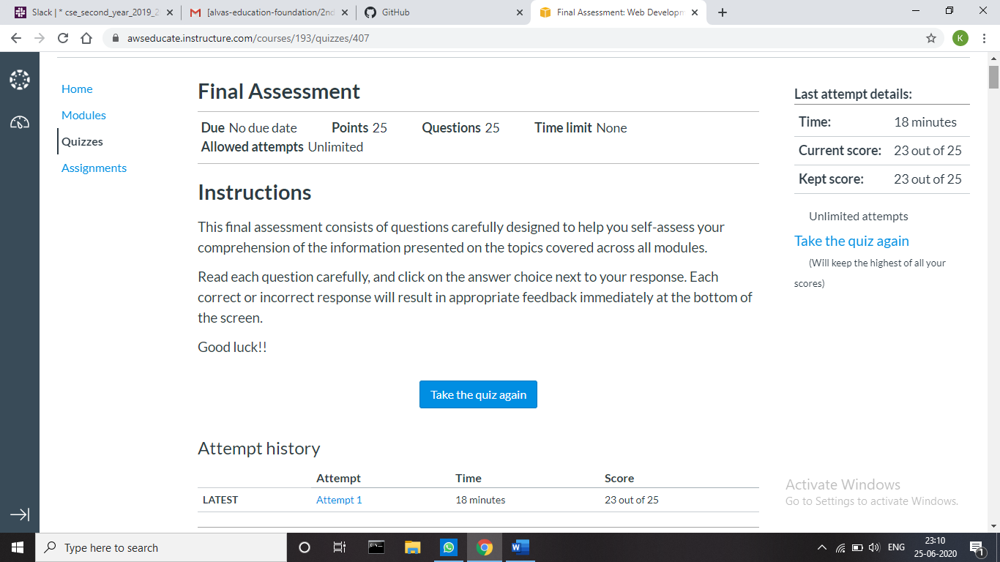 Slack | * cse_second_year_2019_2
[alvas-education-foundation/2nd
GitHub
Final Assessment: Web Developm
awseducate.instructure.com/courses/193/quizzes/407
K
Home
Modules
Quizzes
Assignments
Final Assessment
Due No due date Points 25 Questions 25 Time limit None
Allowed attempts Unlimited
Instructions
This final assessment consists of questions carefully designed to help you self-assess your
comprehension of the information presented on the topics covered across all modules.
Read each question carefully, and click on the answer choice next to your response. Each
correct or incorrect response will result in appropriate feedback immediately at the bottom of
the screen.
Good luck!!
Take the quiz again
Attempt history
Attempt Time Score
LATEST Attempt 1 18 minutes 23 out of 25
Last attempt details:
Time: 18 minutes
Current score: 23 out of 25
Kept score: 23 out of 25
Unlimited attempts
Take the quiz again
(Will keep the highest of all your
scores)
Activate Windows
Go to Settings to activate Windows.
Type here to search
ENG
23:10
25-06-2020
1